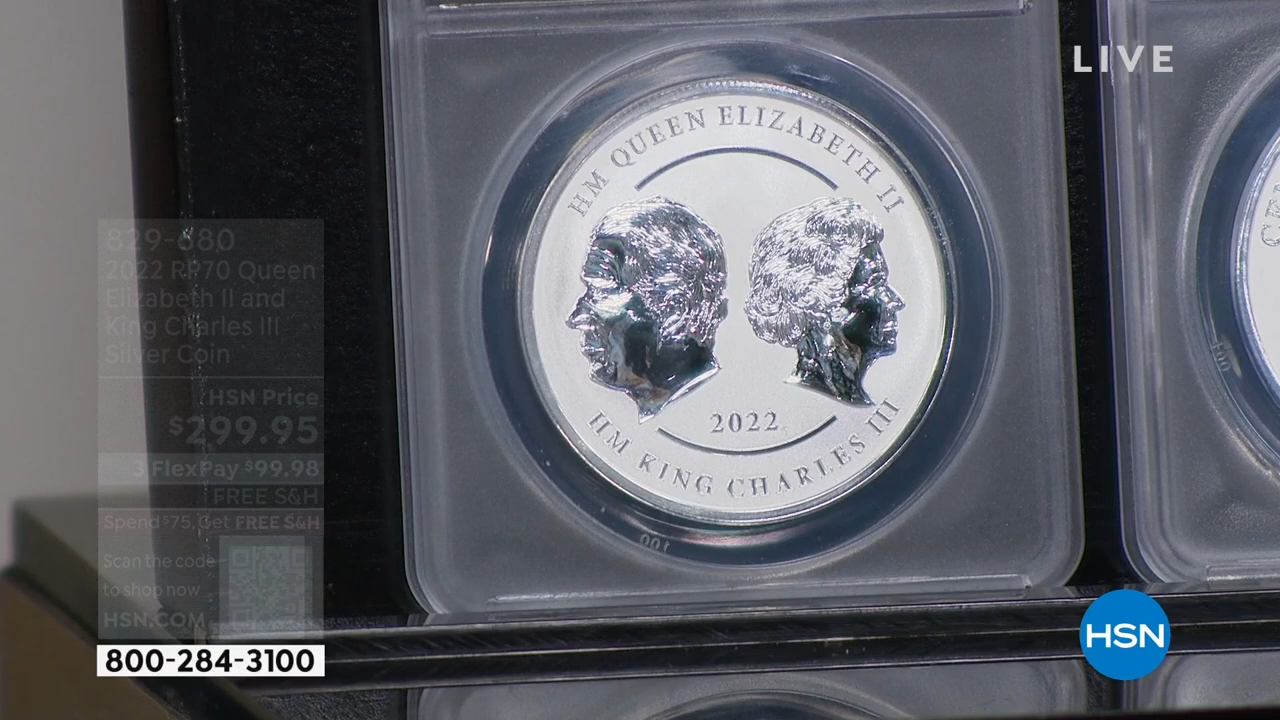 LIVE
HM QUEEN ELIZABETH II
2022
HM KING CHARLES III
829-680
2022 RP70 Queen
Elizabeth II and
King Charles III
Silver Coin
HSN Price
$299.95
3 FlexPay $99.98
FREE S&H
Spend $75, Get FREE S&H
Scan the code
to shop now
HSN.COM
800-284-3100
HSN